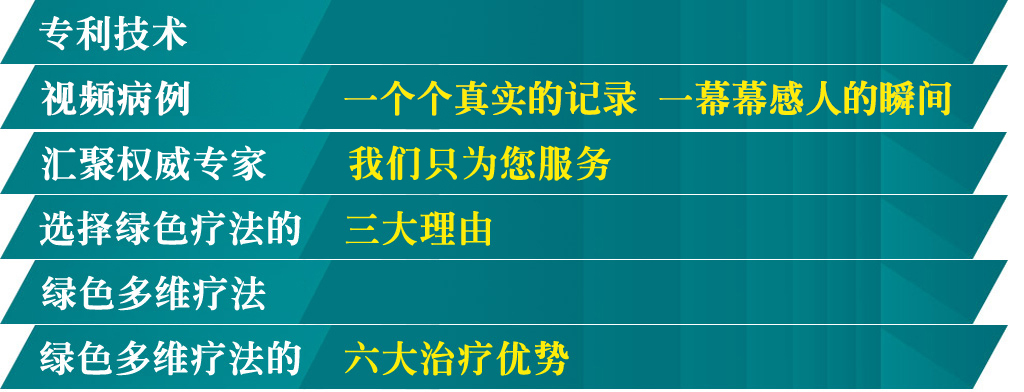 专利技术
视频病例 一个个真实的记录 一幕幕感人的瞬间
汇聚权威专家 我们只为您服务
选择绿色疗法的 三大理由
绿色多维疗法
绿色多维疗法的 六大治疗优势